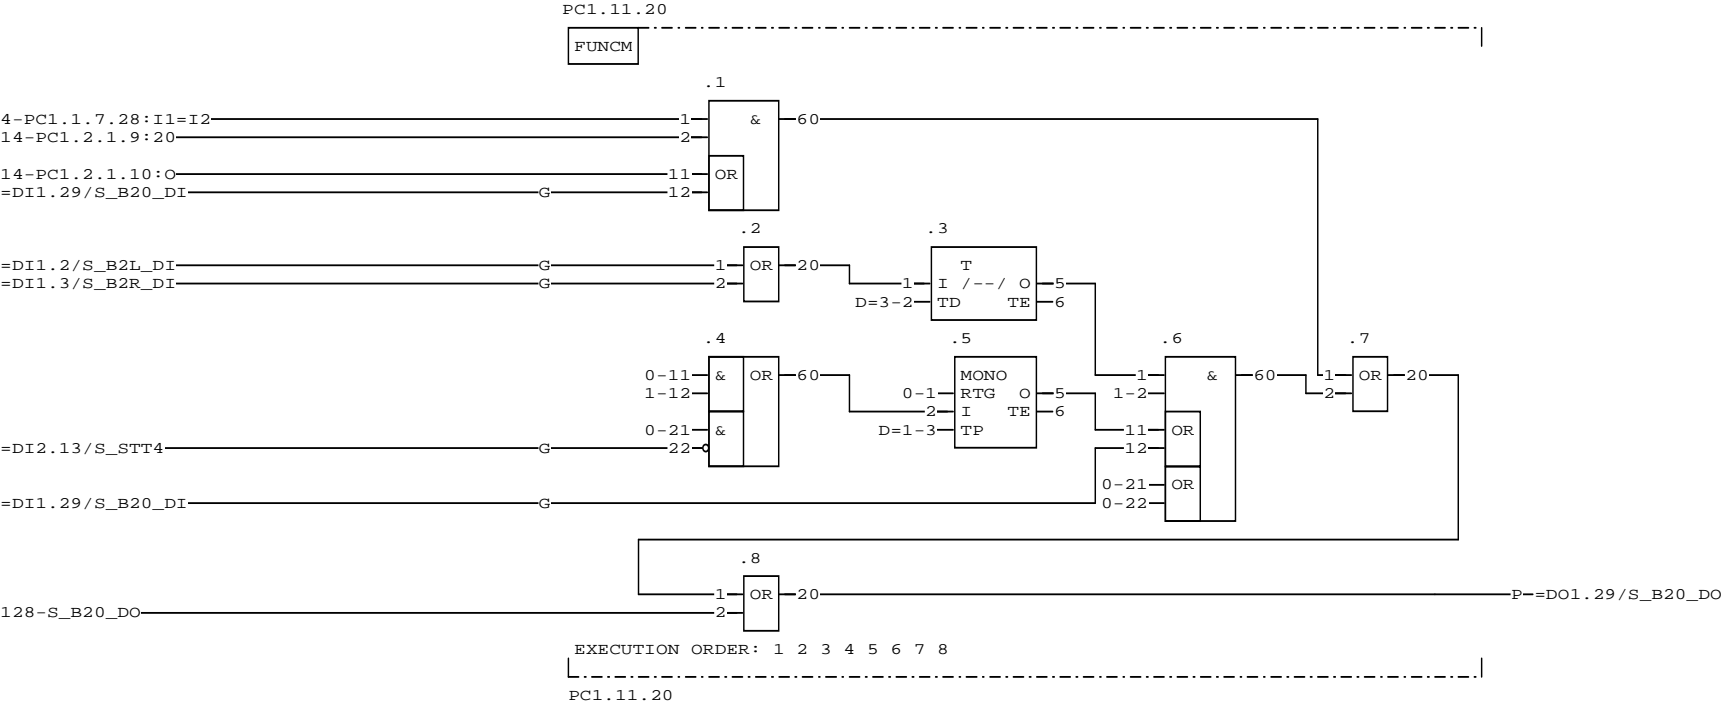 PC1.11.20
FUNCM
.1
4-PC1.1.7.28:I1=I2 1 & 60
14-PC1.2.1.9:20 2
14-PC1.2.1.10:O 11 OR
=DI1.29/S_B20_DI G 12
.2 .3
=DI1.2/S_B2L_DI G 1 OR 20 T
=DI1.3/S_B2R_DI G 2 1 I /--/ O 5
D=3-2 TD TE 6
.4 .5 .6 .7
0-11 & OR 60 MONO 1 & 60 1 OR 20
1-12 0-1 RTG O 5 1-2 2
2 I TE 6
0-21 & D=1-3 TP 11 OR
=DI2.13/S_STT4 G 22 12
0-21 OR
=DI1.29/S_B20_DI G 0-22
.8
1 OR 20 P-=DO1.29/S_B20_DO
128-S_B20_DO 2
EXECUTION ORDER: 1 2 3 4 5 6 7 8
PC1.11.20